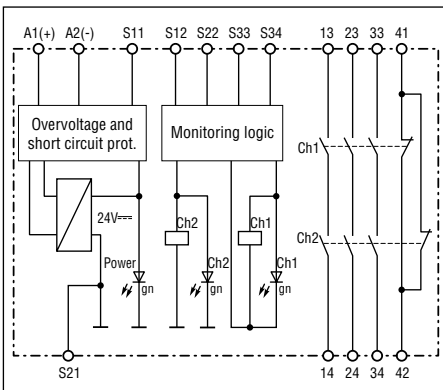 A1(+) A2(-) S11 S12 S22 S33 S34 13 23 33 41
Overvoltage and
short circuit prot.
Monitoring logic
Ch1
24V⎓
Ch2 Ch1
Ch2
Power Ch2 Ch1
gn gn gn
S21 14 24 34 42